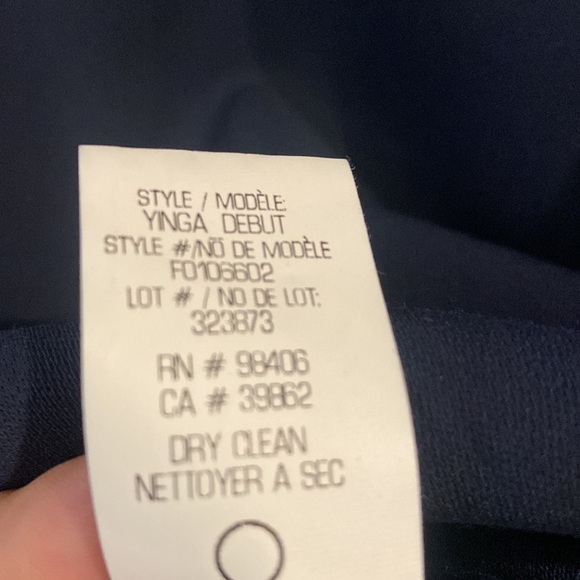 STYLE / MODÈLE:
YINGA DEBUT
STYLE #/NO DE MODÈLE
F0106602
LOT # / NO DE LOT:
323873
RN # 98406
CA # 39862
DRY CLEAN
NETTOYER A SEC